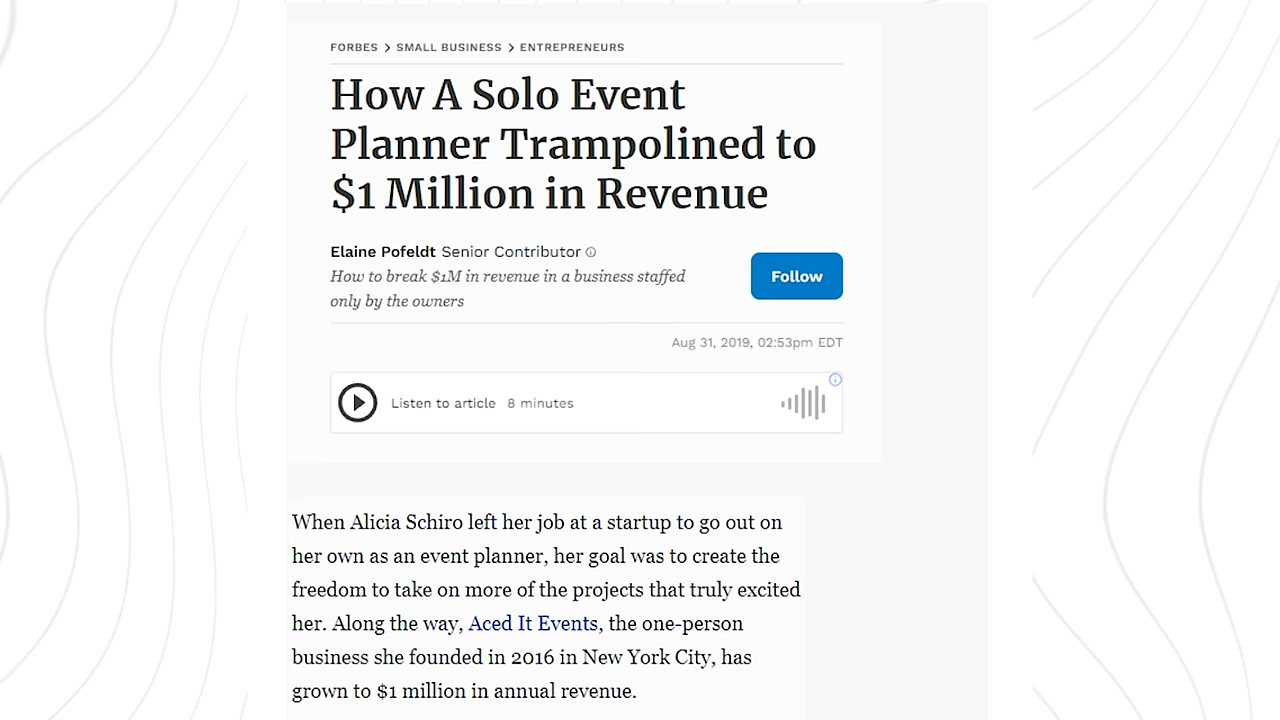 FORBES > SMALL BUSINESS > ENTREPRENEURS
How A Solo Event
Planner Trampolined to
$1 Million in Revenue
Elaine Pofeldt Senior Contributor
How to break $1M in revenue in a business staffed
only by the owners
Follow
Aug 31, 2019, 02:53pm EDT
Listen to article 8 minutes
When Alicia Schiro left her job at a startup to go out on
her own as an event planner, her goal was to create the
freedom to take on more of the projects that truly excited
her. Along the way, Aced It Events, the one-person
business she founded in 2016 in New York City, has
grown to $1 million in annual revenue.